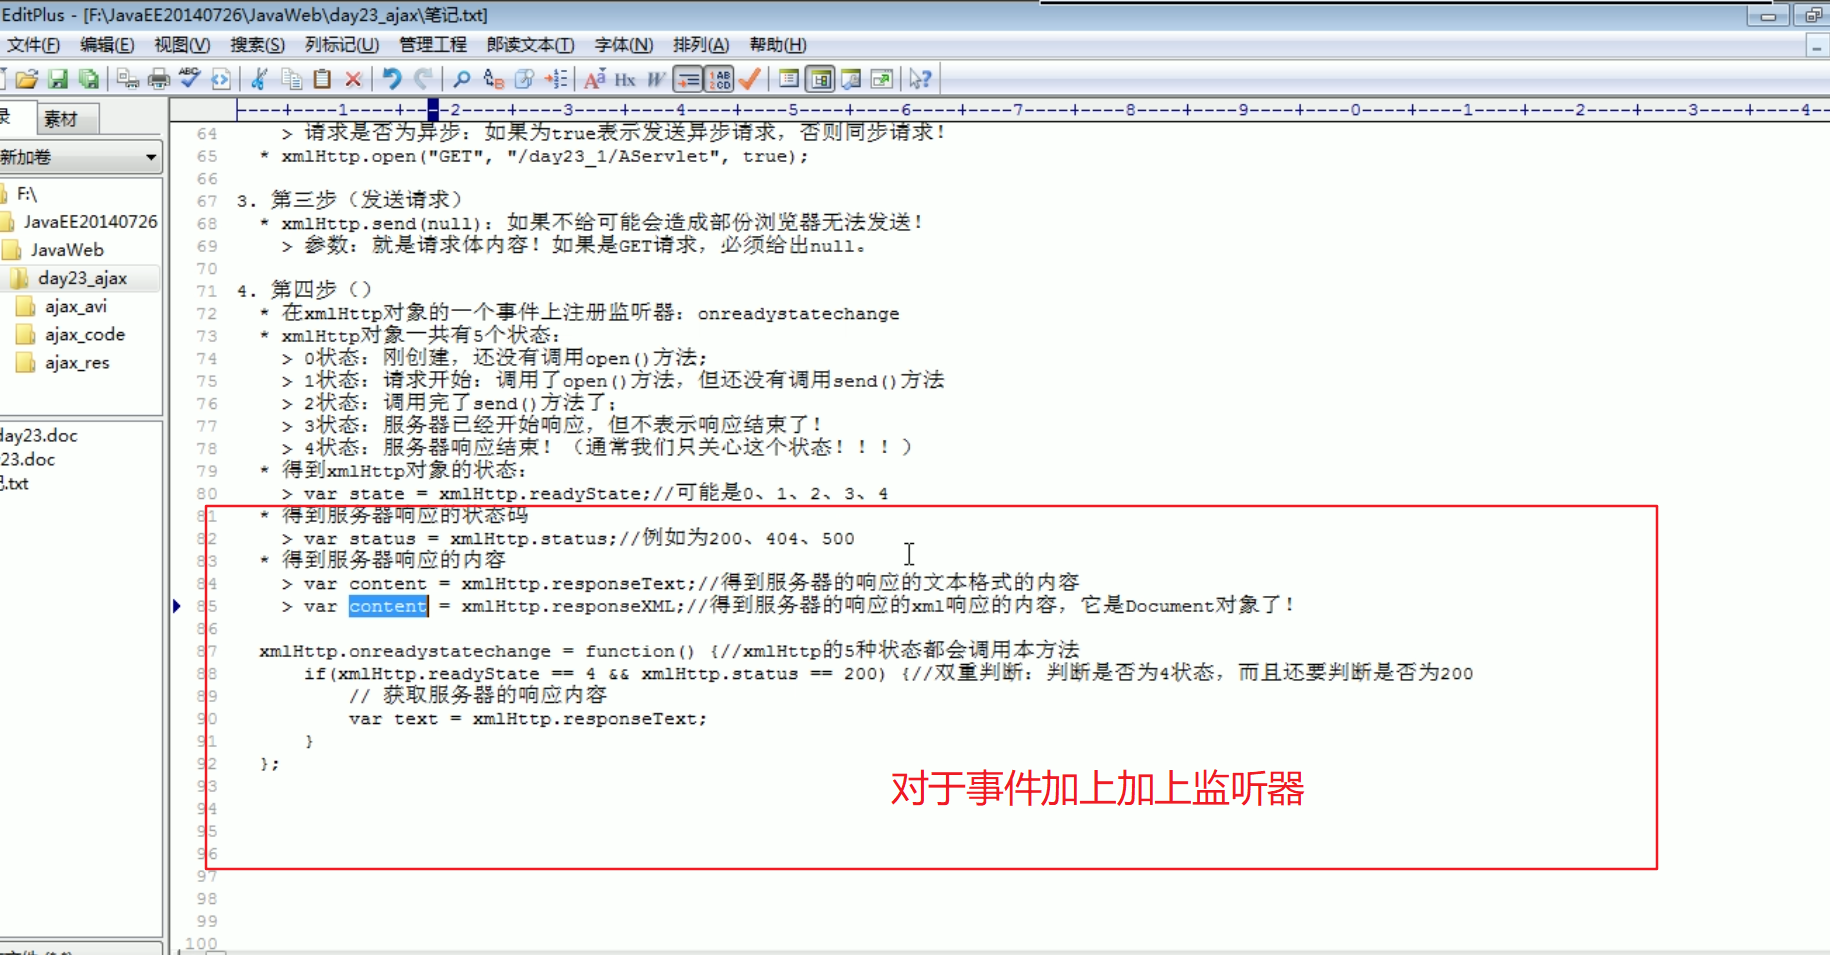 EditPlus - [F:\JavaEE20140726\JavaWeb\day23_ajax\笔记.txt]
文件(F) 编辑(E) 视图(V) 搜索(S) 列标记(U) 管理工程 郎读文本(T) 字体(N) 排列(A) 帮助(H)
录 素材
新加卷
F:\
JavaEE20140726
JavaWeb
day23_ajax
ajax_avi
ajax_code
ajax_res
day23.doc
23.doc
记.txt
----+----1----+----2----+----3----+----4----+----5----+----6----+----7----+----8----+----9----+----0----+----1----+----2----+----3----+----4--
64 > 请求是否为异步：如果为true表示发送异步请求，否则同步请求！
65 * xmlHttp.open("GET", "/day23_1/AServlet", true);
66
67 3. 第三步（发送请求）
68 * xmlHttp.send(null)：如果不给可能会造成部份浏览器无法发送！
69 > 参数：就是请求体内容！如果是GET请求，必须给出null。
70
71 4. 第四步（）
72 * 在xmlHttp对象的一个事件上注册监听器：onreadystatechange
73 * xmlHttp对象一共有5个状态：
74 > 0状态：刚创建，还没有调用open()方法;
75 > 1状态：请求开始：调用了open()方法，但还没有调用send()方法
76 > 2状态：调用完了send()方法了；
77 > 3状态：服务器已经开始响应，但不表示响应结束了！
78 > 4状态：服务器响应结束！（通常我们只关心这个状态！！！）
79 * 得到xmlHttp对象的状态：
80 > var state = xmlHttp.readyState;//可能是0、1、2、3、4
81 * 得到服务器响应的状态码
82 > var status = xmlHttp.status;//例如为200、404、500
83 * 得到服务器响应的内容
84 > var content = xmlHttp.responseText;//得到服务器的响应的文本格式的内容
85 > var content = xmlHttp.responseXML;//得到服务器的响应的xml响应的内容，它是Document对象了！
86
87 xmlHttp.onreadystatechange = function() {//xmlHttp的5种状态都会调用本方法
88 if(xmlHttp.readyState == 4 && xmlHttp.status == 200) {//双重判断：判断是否为4状态，而且还要判断是否为200
89 // 获取服务器的响应内容
90 var text = xmlHttp.responseText;
91 }
92 };
93
对于事件加上加上监听器
94
95
96
97
98
99
100